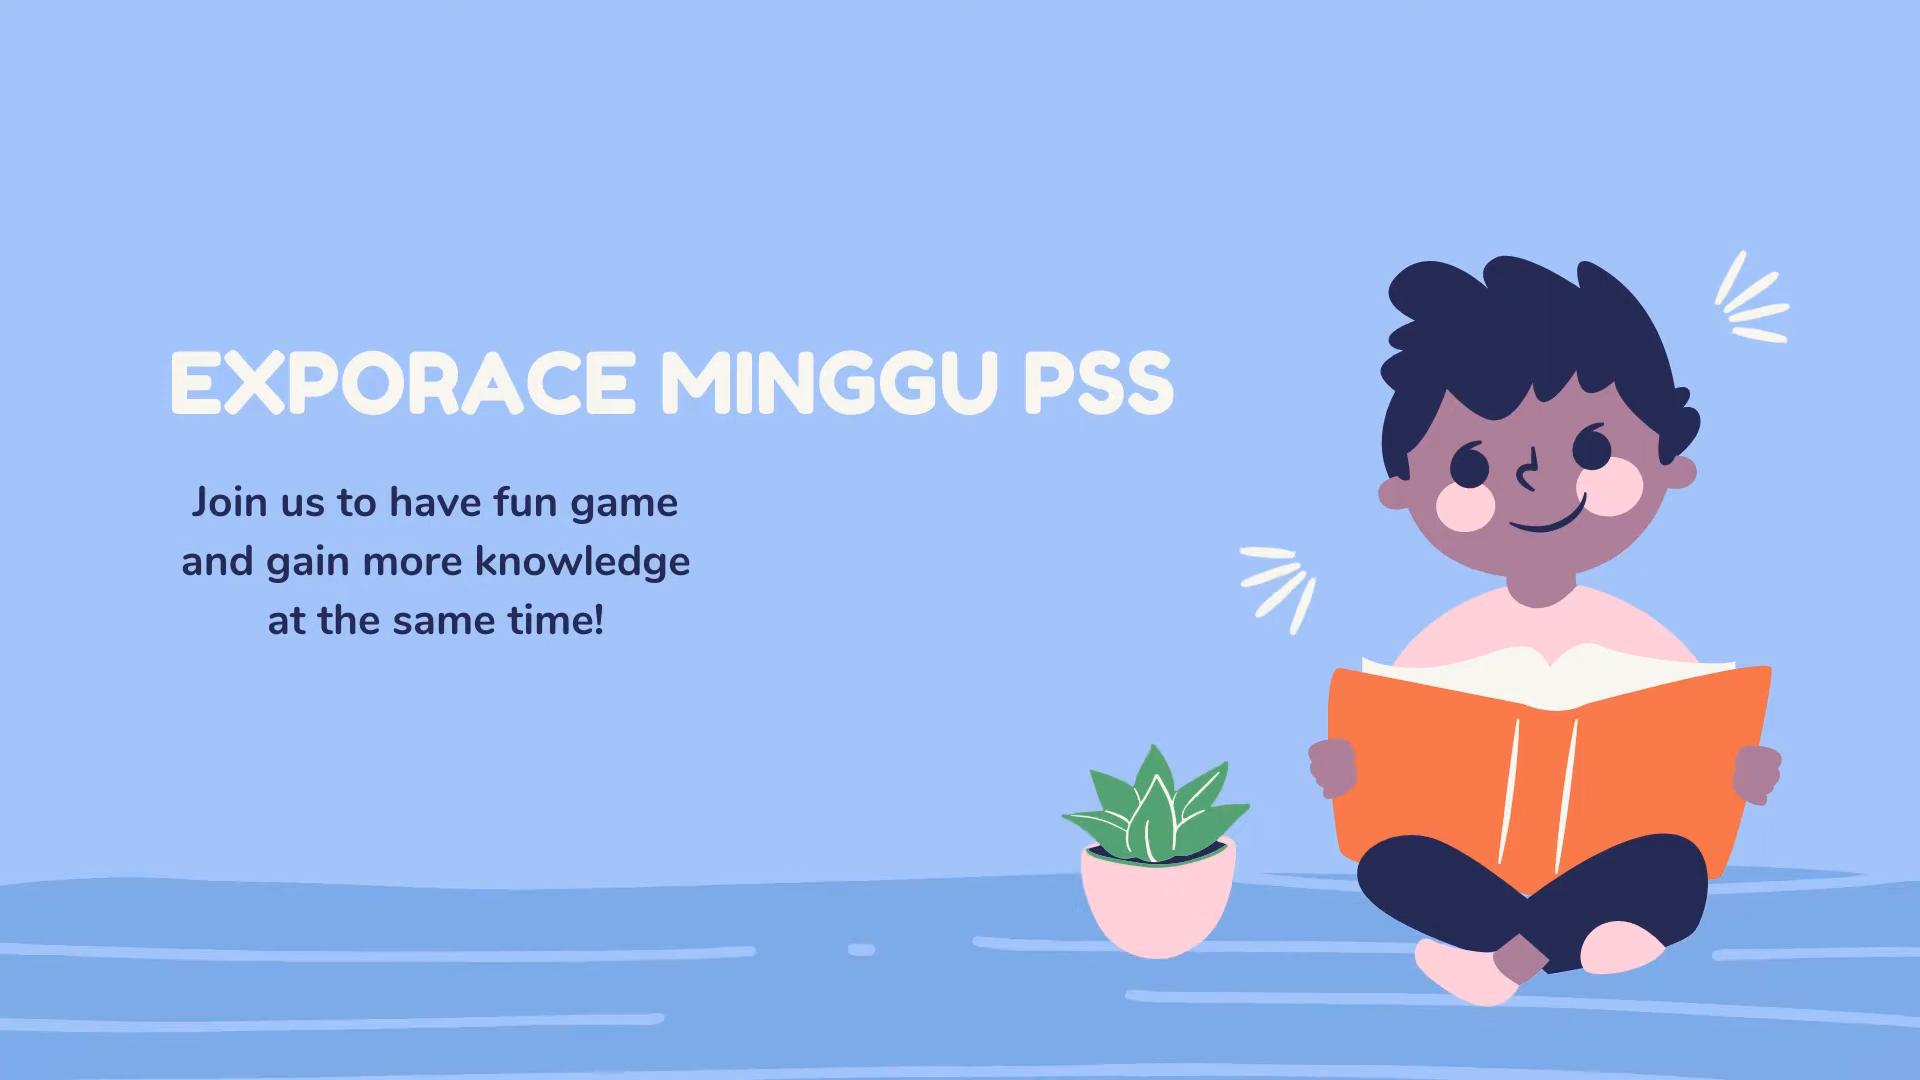 EXPORACE MINGGU PSS
Join us to have fun game
and gain more knowledge
at the same time!